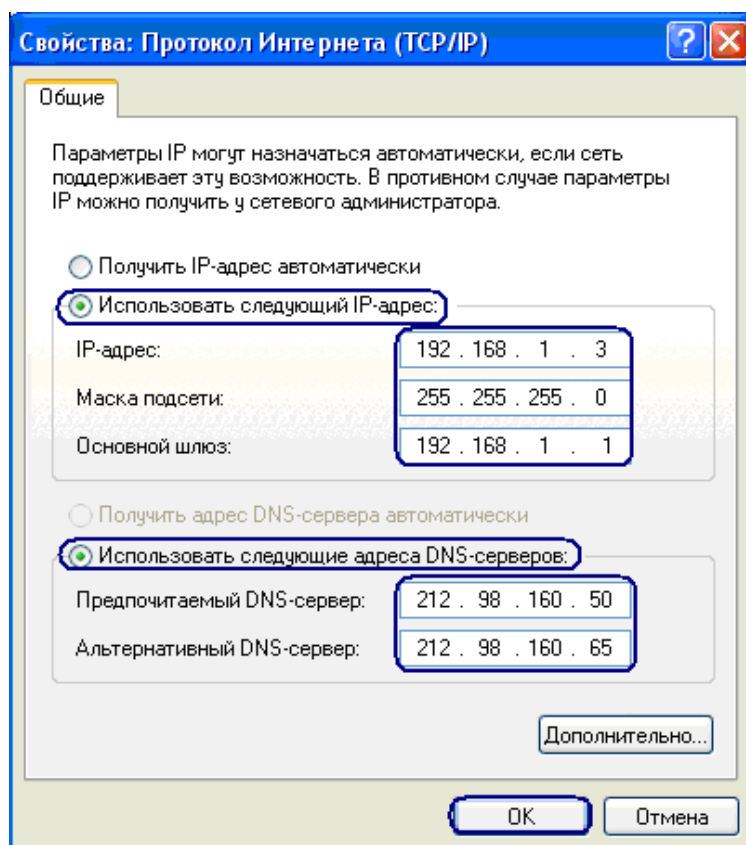 Свойства: Протокол Интернета (TCP/IP)
?
Общие
Параметры IP могут назначаться автоматически, если сеть
поддерживает эту возможность. В противном случае параметры
IP можно получить у сетевого администратора.
Получить IP-адрес автоматически
Использовать следующий IP-адрес:
IP-адрес: 192 . 168 . 1 . 3
Маска подсети: 255 . 255 . 255 . 0
Основной шлюз: 192 . 168 . 1 . 1
Получить адрес DNS-сервера автоматически
Использовать следующие адреса DNS-серверов:
Предпочитаемый DNS-сервер: 212 . 98 . 160 . 50
Альтернативный DNS-сервер: 212 . 98 . 160 . 65
Дополнительно...
OK Отмена